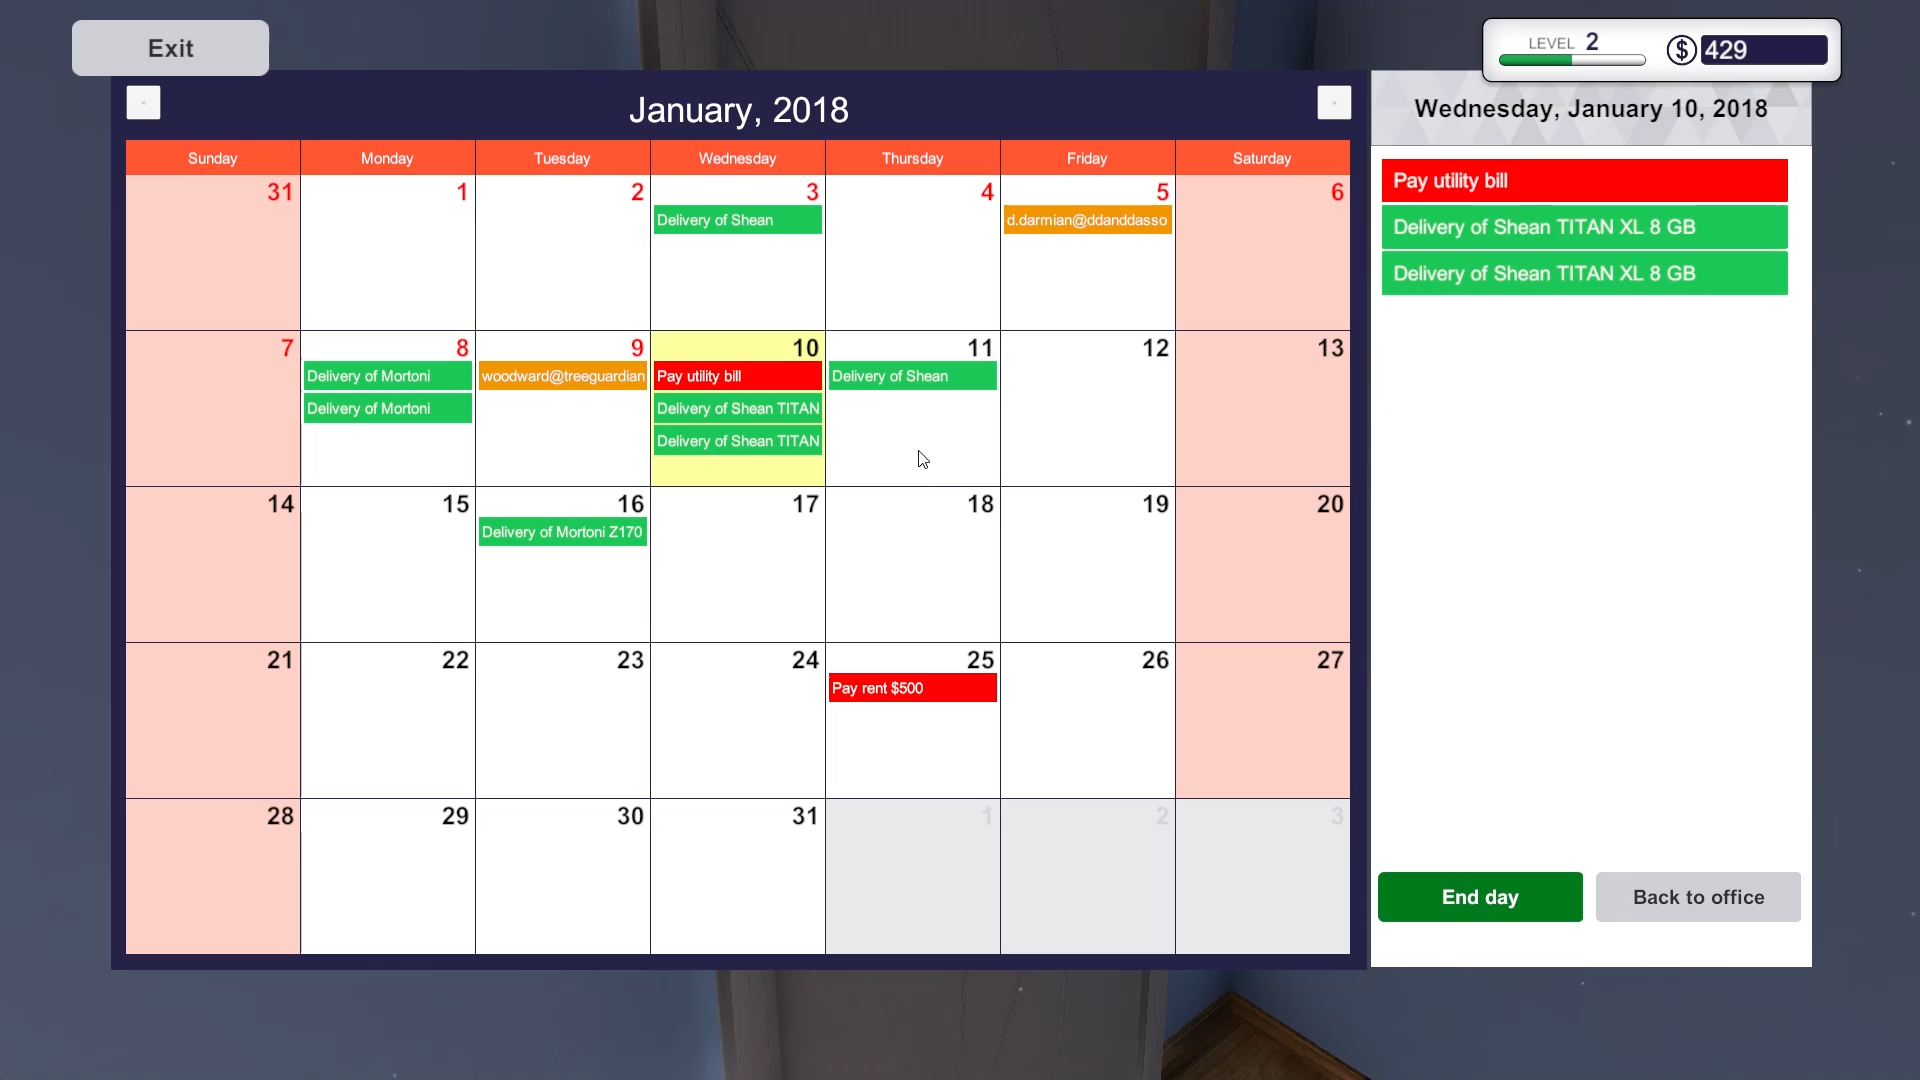 Exit
LEVEL 2
$ 429
January, 2018
Sunday Monday Tuesday Wednesday Thursday Friday Saturday
31 1 2 3 4 5 6
Delivery of Shean
d.darmian@ddanddasso
7 8 9 10 11 12 13
Delivery of Mortoni
woodward@treeguardian
Pay utility bill
Delivery of Shean
Delivery of Mortoni
Delivery of Shean TITAN
Delivery of Shean TITAN
14 15 16 17 18 19 20
Delivery of Mortoni Z170
21 22 23 24 25 26 27
Pay rent $500
28 29 30 31 1 2 3
Wednesday, January 10, 2018
Pay utility bill
Delivery of Shean TITAN XL 8 GB
Delivery of Shean TITAN XL 8 GB
End day
Back to office